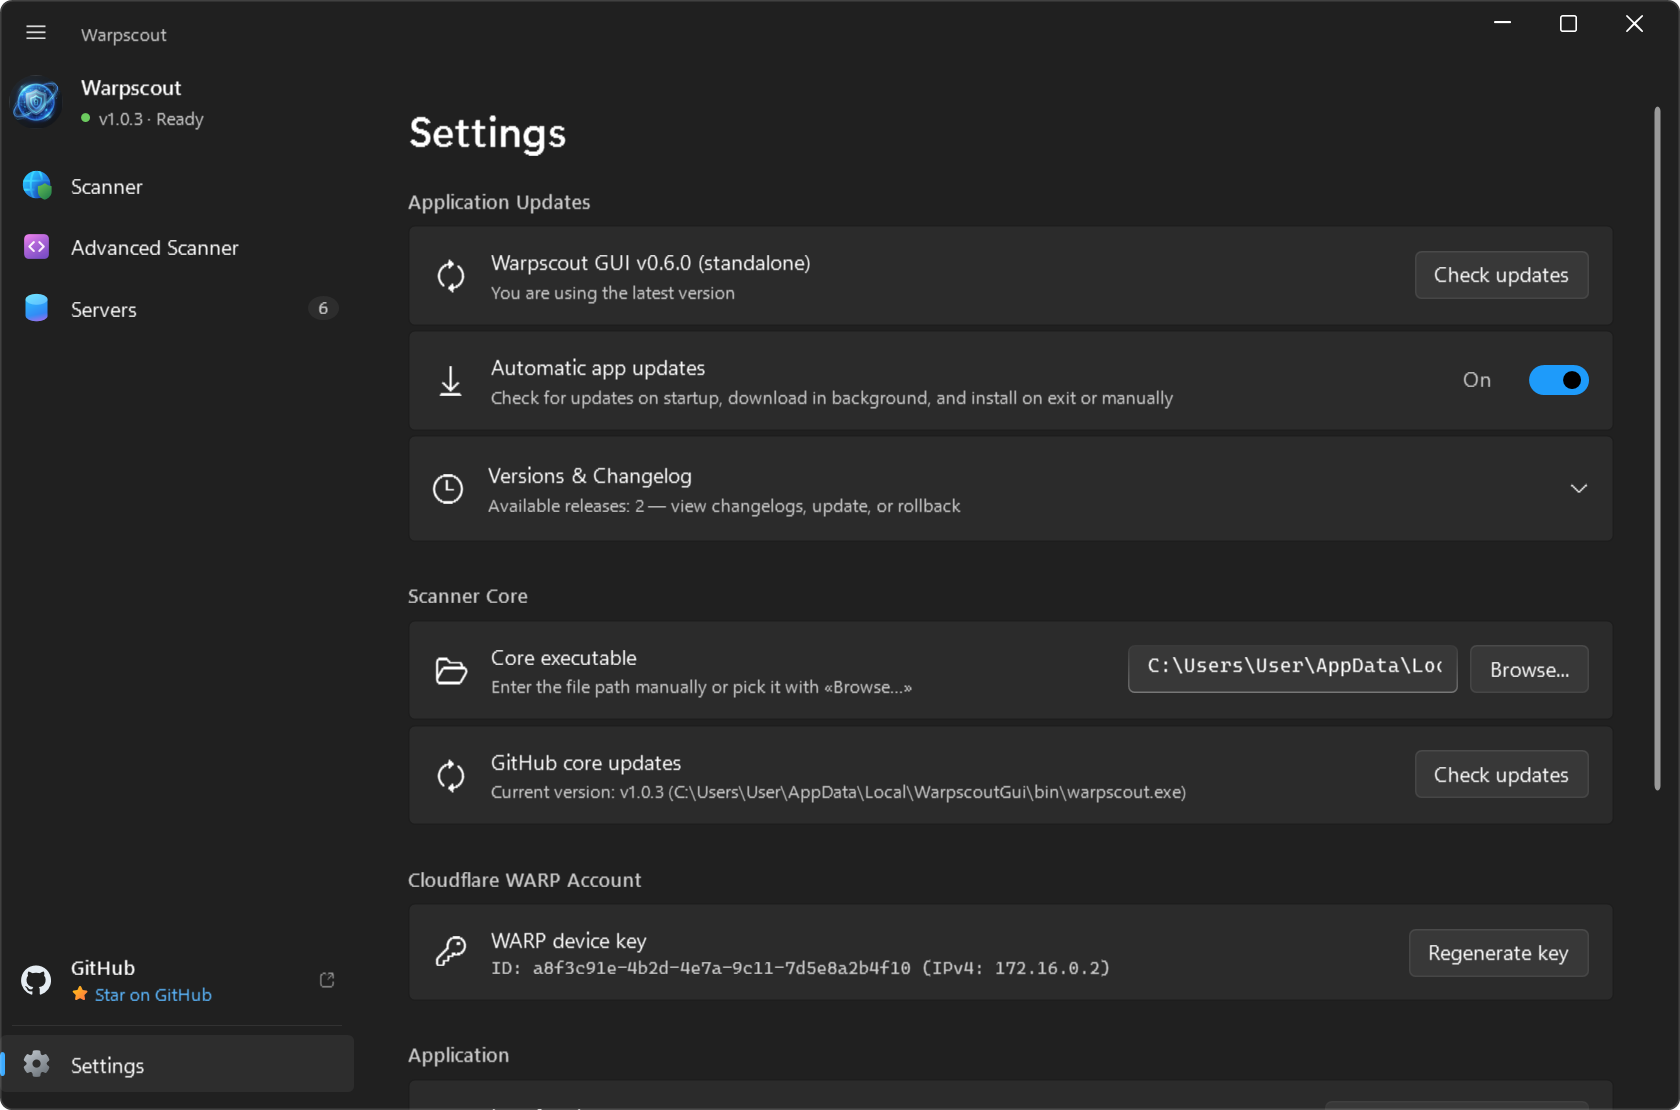 Warpscout
Warpscout
v1.0.3 · Ready
Scanner
Advanced Scanner
Servers
6
GitHub
Star on GitHub
Settings
Settings
Application Updates
Warpscout GUI v0.6.0 (standalone)
You are using the latest version
Check updates
Automatic app updates
Check for updates on startup, download in background, and install on exit or manually
On
Versions & Changelog
Available releases: 2 — view changelogs, update, or rollback
Scanner Core
Core executable
Enter the file path manually or pick it with «Browse...»
C:\Users\User\AppData\Loc
Browse...
GitHub core updates
Current version: v1.0.3 (C:\Users\User\AppData\Local\WarpscoutGui\bin\warpscout.exe)
Check updates
Cloudflare WARP Account
WARP device key
ID: a8f3c91e-4b2d-4e7a-9c11-7d5e8a2b4f10 (IPv4: 172.16.0.2)
Regenerate key
Application